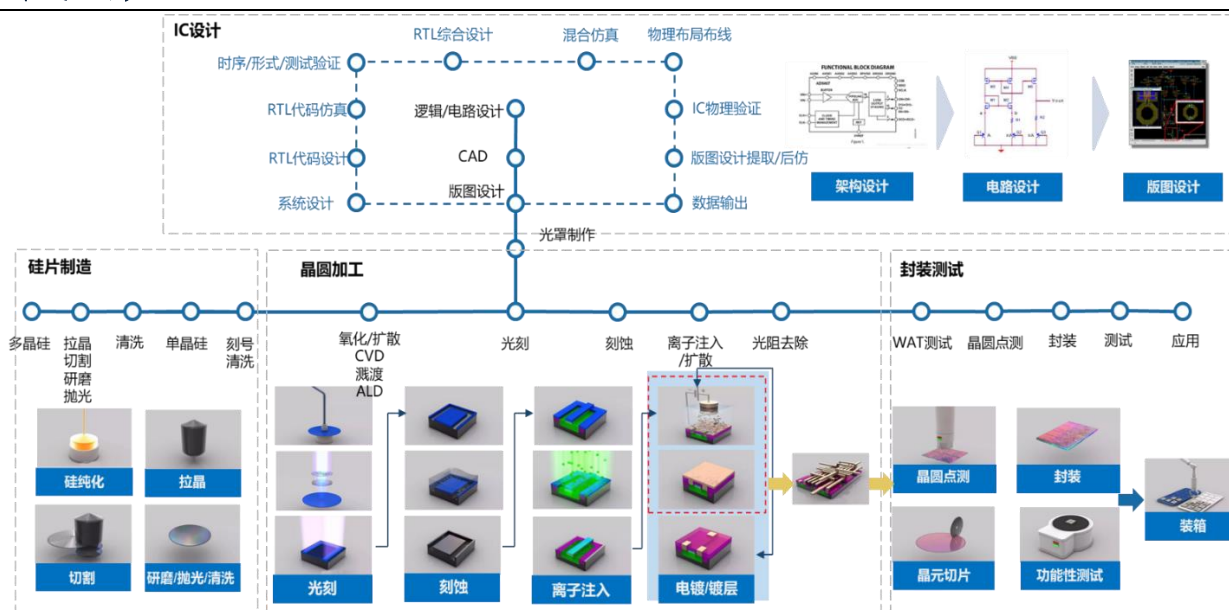 IC设计
RTL综合设计
混合仿真
物理布局布线
时序/形式/测试验证
RTL代码仿真
逻辑/电路设计
IC物理验证
RTL代码设计
CAD
版图设计提取/后仿
系统设计
版图设计
数据输出
FUNCTIONAL BLOCK DIAGRAM
架构设计
电路设计
版图设计
光罩制作
硅片制造
晶圆加工
封装测试
多晶硅
拉晶
切割
研磨
抛光
清洗
单晶硅
刻号
清洗
氧化/扩散
CVD
溅渡
ALD
光刻
刻蚀
离子注入
/扩散
光阻去除
WAT测试
晶圆点测
封装
测试
应用
硅纯化
拉晶
切割
研磨/抛光/清洗
光刻
刻蚀
离子注入
电镀/镀层
晶圆点测
封装
晶元切片
功能性测试
装箱